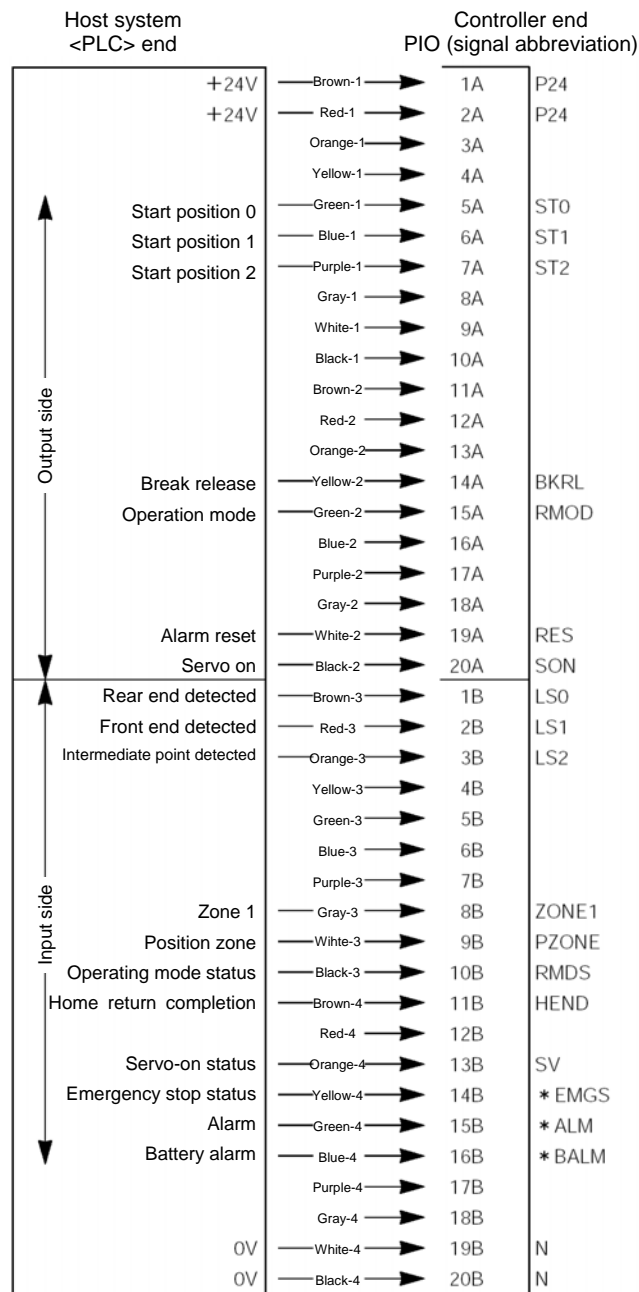 Host system
<PLC> end
Controller end
PIO (signal abbreviation)
+24V Brown-1 1A P24
+24V Red-1 2A P24
Orange-1 3A
Yellow-1 4A
Start position 0 Green-1 5A ST0
Start position 1 Blue-1 6A ST1
Start position 2 Purple-1 7A ST2
Gray-1 8A
White-1 9A
Black-1 10A
Brown-2 11A
Red-2 12A
Orange-2 13A
Output side
Break release Yellow-2 14A BKRL
Operation mode Green-2 15A RMOD
Blue-2 16A
Purple-2 17A
Gray-2 18A
Alarm reset White-2 19A RES
Servo on Black-2 20A SON
Rear end detected Brown-3 1B LS0
Front end detected Red-3 2B LS1
Intermediate point detected Orange-3 3B LS2
Yellow-3 4B
Green-3 5B
Blue-3 6B
Purple-3 7B
Input side
Zone 1 Gray-3 8B ZONE1
Position zone Wihte-3 9B PZONE
Operating mode status Black-3 10B RMDS
Home return completion Brown-4 11B HEND
Red-4 12B
Servo-on status Orange-4 13B SV
Emergency stop status Yellow-4 14B *EMGS
Alarm Green-4 15B *ALM
Battery alarm Blue-4 16B *BALM
Purple-4 17B
Gray-4 18B
0V White-4 19B N
0V Black-4 20B N